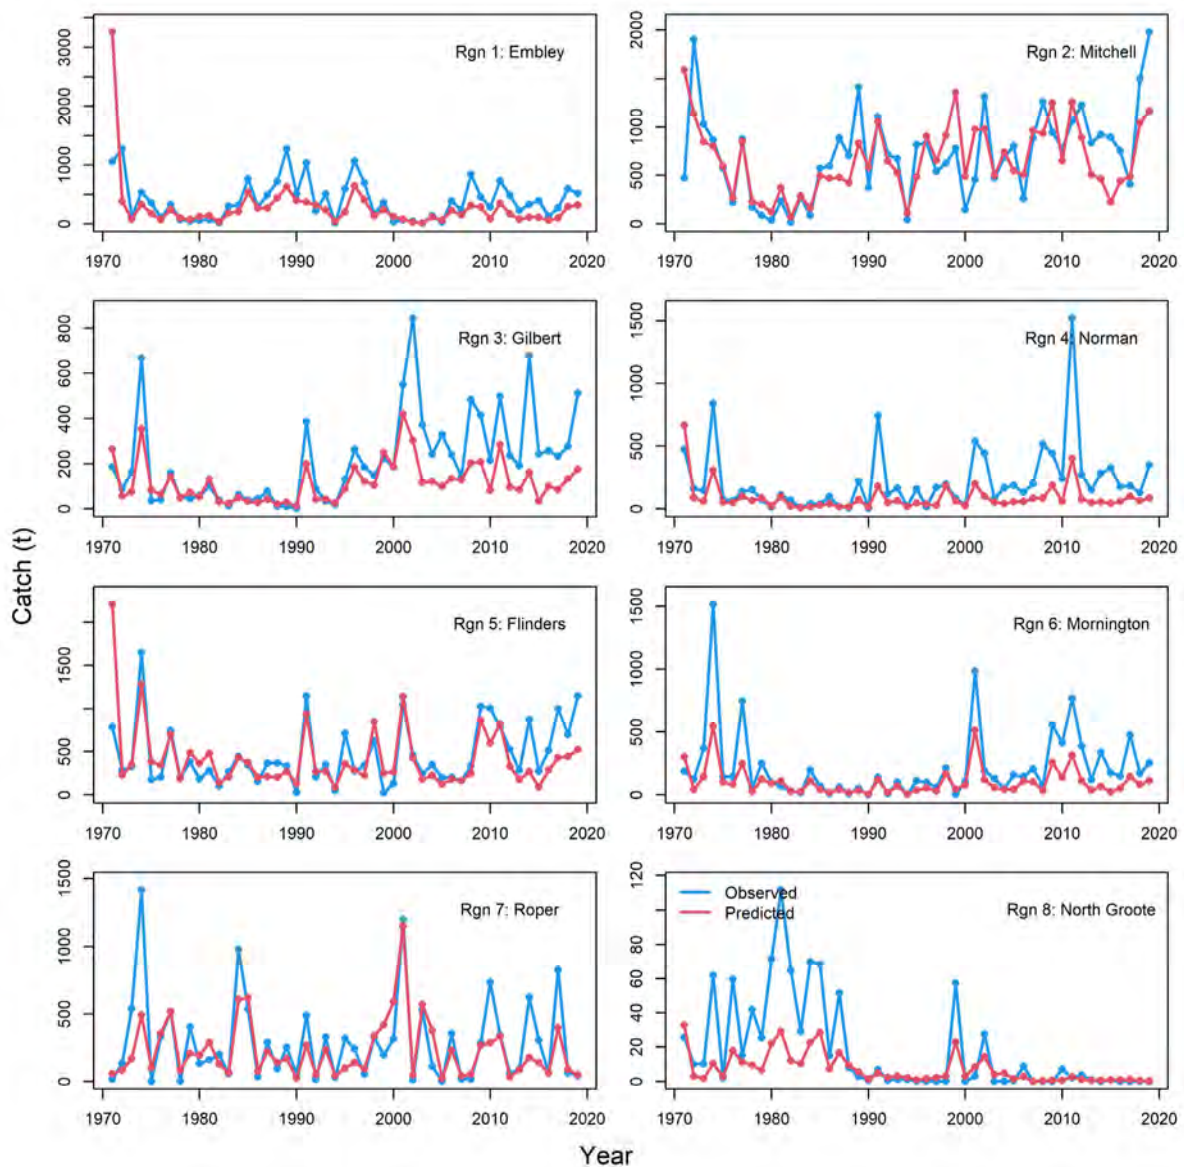 Rgn 1: Embley
0 1000 2000 3000
1970 1980 1990 2000 2010 2020
Rgn 2: Mitchell
0 500 1000 2000
1970 1980 1990 2000 2010 2020
Rgn 3: Gilbert
0 200 400 600 800
1970 1980 1990 2000 2010 2020
Rgn 4: Norman
0 500 1000 1500
1970 1980 1990 2000 2010 2020
Catch (t)
Rgn 5: Flinders
0 500 1500
1970 1980 1990 2000 2010 2020
Rgn 6: Mornington
0 500 1000 1500
1970 1980 1990 2000 2010 2020
Rgn 7: Roper
0 500 1000 1500
1970 1980 1990 2000 2010 2020
Observed
Predicted
Rgn 8: North Groote
0 20 40 60 80 120
1970 1980 1990 2000 2010 2020
Year